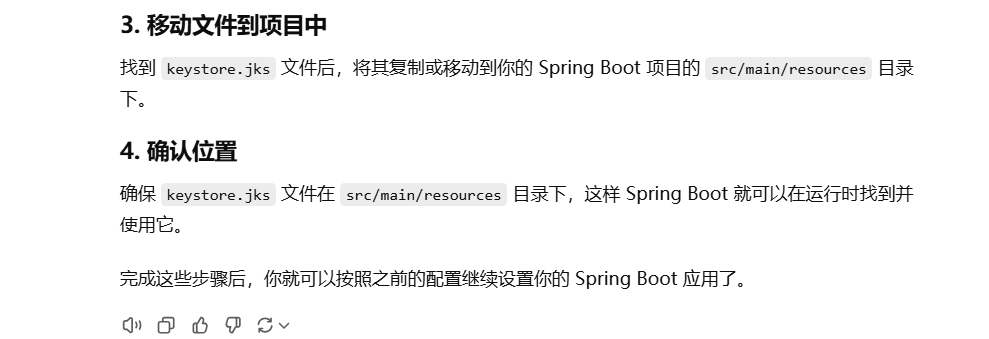 3. 移动文件到项目中
找到 keystore.jks 文件后，将其复制或移动到你的 Spring Boot 项目的 src/main/resources 目录
下。
4. 确认位置
确保 keystore.jks 文件在 src/main/resources 目录下，这样 Spring Boot 就可以在运行时找到并
使用它。
完成这些步骤后，你就可以按照之前的配置继续设置你的 Spring Boot 应用了。